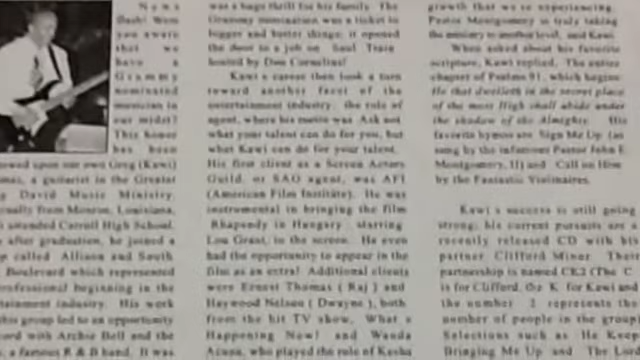 News
flash! Were
you aware
that we
have a
Grammy
nominated
musician in
our midst?
This honor
has been
upon our own Greg (Kawi)
a guitarist in the Greater
David Music Ministry.
from Monroe, Louisiana,
attended Carroll High School.
after graduation, he joined a
called Allison and South
Boulevard which represented
professional beginning in the
industry. His work
this group led to an opportunity
with Archie Bell and the
a famous R & B band. It was
was a huge thrill for his family. The
Grammy nomination was a ticket to
bigger and better things; it opened
the door to a job on Soul Train
hosted by Don Cornelius!
Kawi's career then took a turn
toward another facet of the
entertainment industry, the role of
agent, where his motto was Ask not
what your talent can do for you, but
what Kawi can do for your talent.
His first client as a Screen Actors
Guild, or SAG agent, was AFI
(American Film Institute). He was
instrumental in bringing the film
Rhapsody in Hungary starring
Lou Grant, to the screen. He even
had the opportunity to appear in the
film as an extra! Additional clients
were Ernest Thomas (Raj) and
Haywood Nelson (Dwayne), both
from the hit TV show, What's
Happening Now! and Wanda
who played the role of Kesha
growth that we're experiencing.
Pastor Montgomery is truly taking
the ministry to another level, said Kawi.
When asked about his favorite
scripture, Kawi replied, The entire
chapter of Psalms 91, which begins
He that dwelleth in the secret place
of the most High shall abide under
the shadow of the Almighty. His
favorite hymns are Sign Me Up (as
sung by the infamous Pastor John E.
Montgomery, II) and Call on Him
by the Fantastic Violinaires.
Kawi's success is still going
strong; his current pursuits are a
recently released CD with his
partner Clifford Minor. Their
partnership is named CK2 (The C
is for Clifford, the K for Kawi and
the number 2 represents the
number of people in the group)
Selections such as He Keep
Bringing Me Up and The Lord